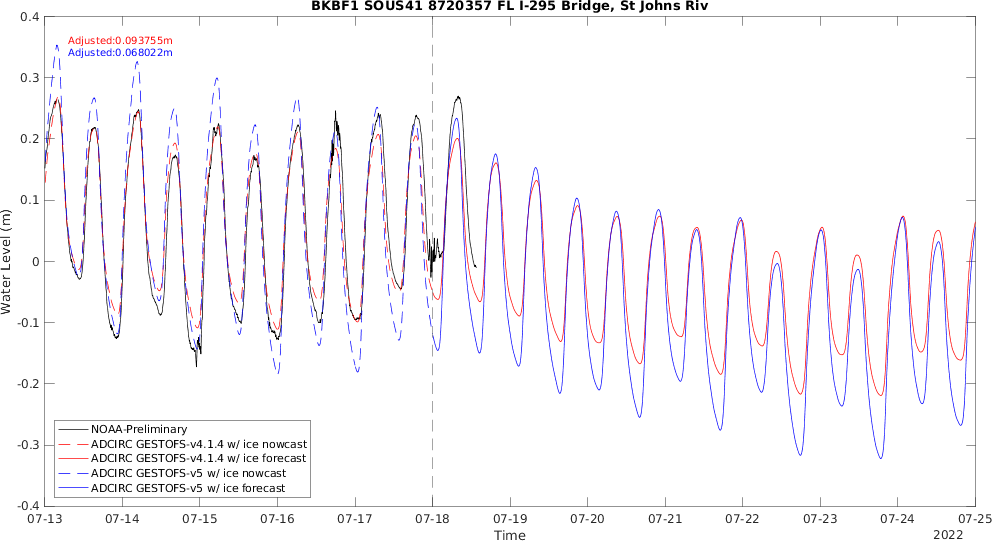 BKBF1 SOUS41 8720357 FL I-295 Bridge, St Johns Riv
Adjusted:0.093755m
Adjusted:0.068022m
0.4
0.3
0.2
0.1
0
-0.1
-0.2
-0.3
-0.4
Water Level (m)
NOAA-Preliminary
ADCIRC GESTOFS-v4.1.4 w/ ice nowcast
ADCIRC GESTOFS-v4.1.4 w/ ice forecast
ADCIRC GESTOFS-v5 w/ ice nowcast
ADCIRC GESTOFS-v5 w/ ice forecast
07-13 07-14 07-15 07-16 07-17 07-18 07-19 07-20 07-21 07-22 07-23 07-24 07-25
Time
2022